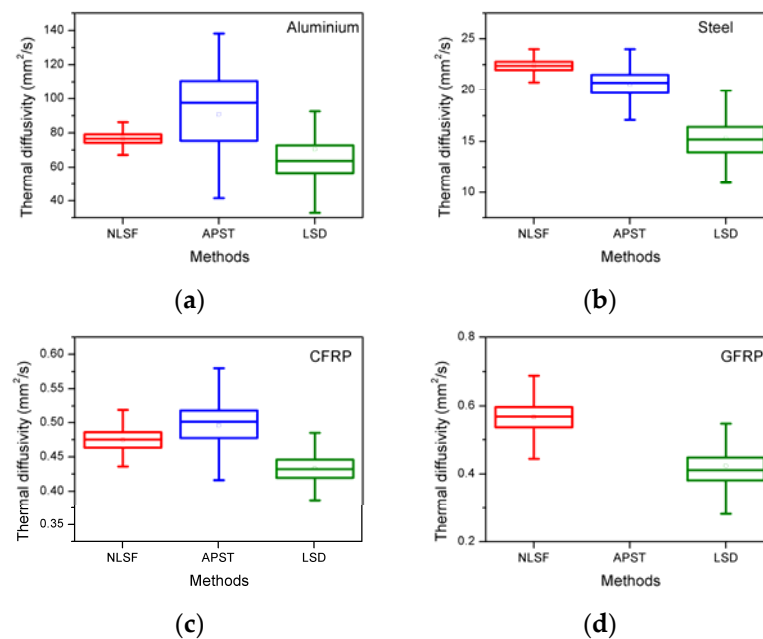 Aluminium
Thermal diffusivity (mm²/s)
140
120
100
80
60
40
NLSF APST LSD
Methods
(a)
Steel
Thermal diffusivity (mm²/s)
25
20
15
10
NLSF APST LSD
Methods
(b)
CFRP
Thermal diffusivity (mm²/s)
0.60
0.55
0.50
0.45
0.40
0.35
NLSF APST LSD
Methods
(c)
GFRP
Thermal diffusivity (mm²/s)
0.8
0.6
0.4
0.2
NLSF APST LSD
Methods
(d)